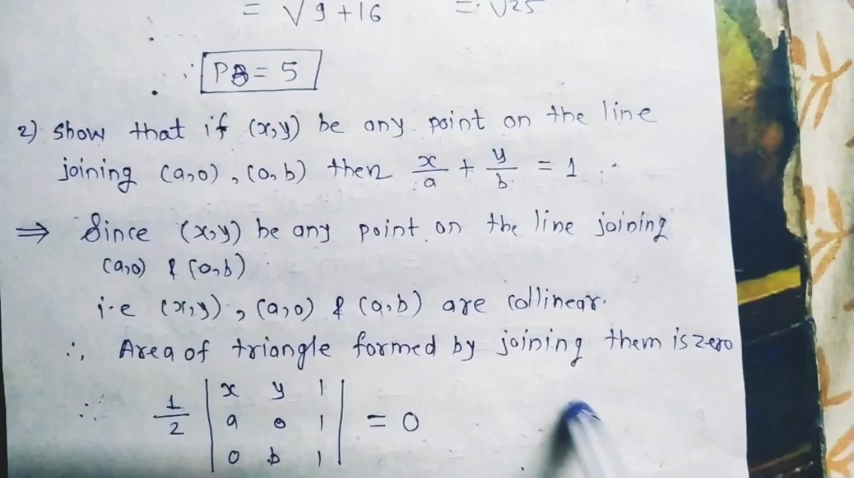 = √9+16 = √25
∴ PB = 5
2) Show that if (x,y) be any point on the line
joining (a,0), (0,b) then x/a + y/b = 1
⇒ Since (x,y) be any point on the line joining
(a,0) & (0,b)
i.e (x,y), (a,0) & (a,b) are collinear.
∴ Area of triangle formed by joining them is zero
∴ 1/2 | x y 1 |
| a 0 1 | = 0
| 0 b 1 |